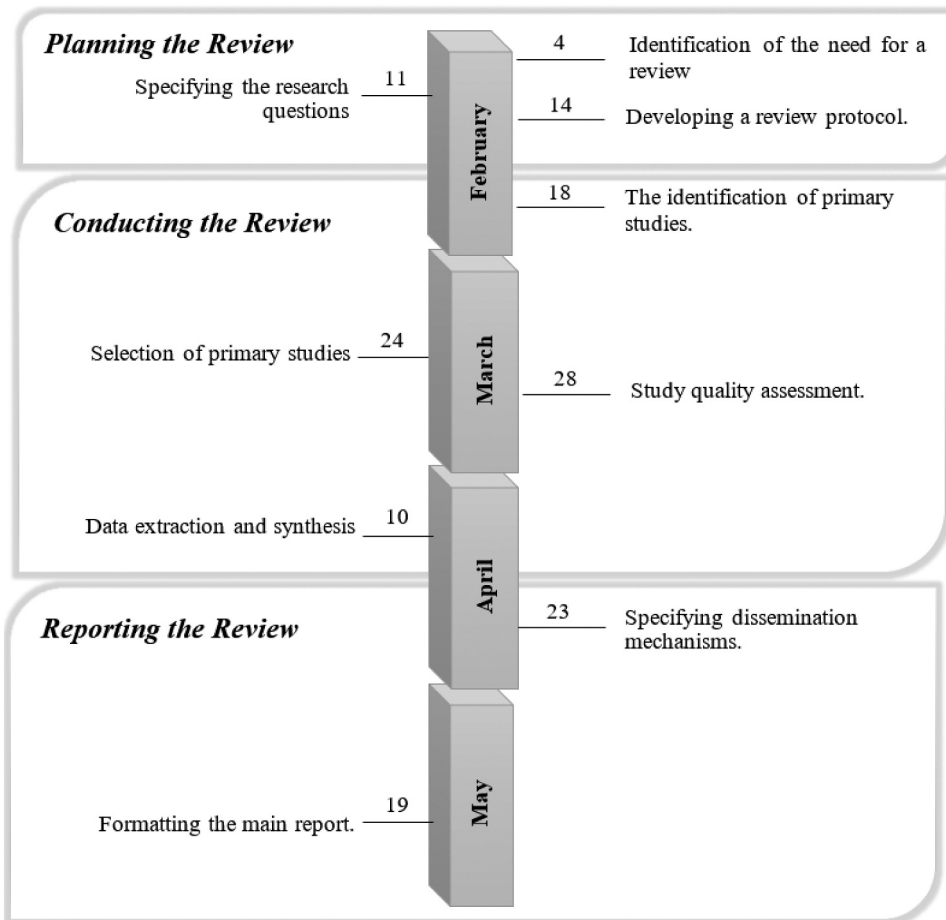 Planning the Review
4
Identification of the need for a
review
11
Specifying the research
questions
14
Developing a review protocol.
February
18
The identification of primary
studies.
Conducting the Review
24
Selection of primary studies
March
28
Study quality assessment.
10
Data extraction and synthesis
April
Reporting the Review
23
Specifying dissemination
mechanisms.
May
19
Formatting the main report.